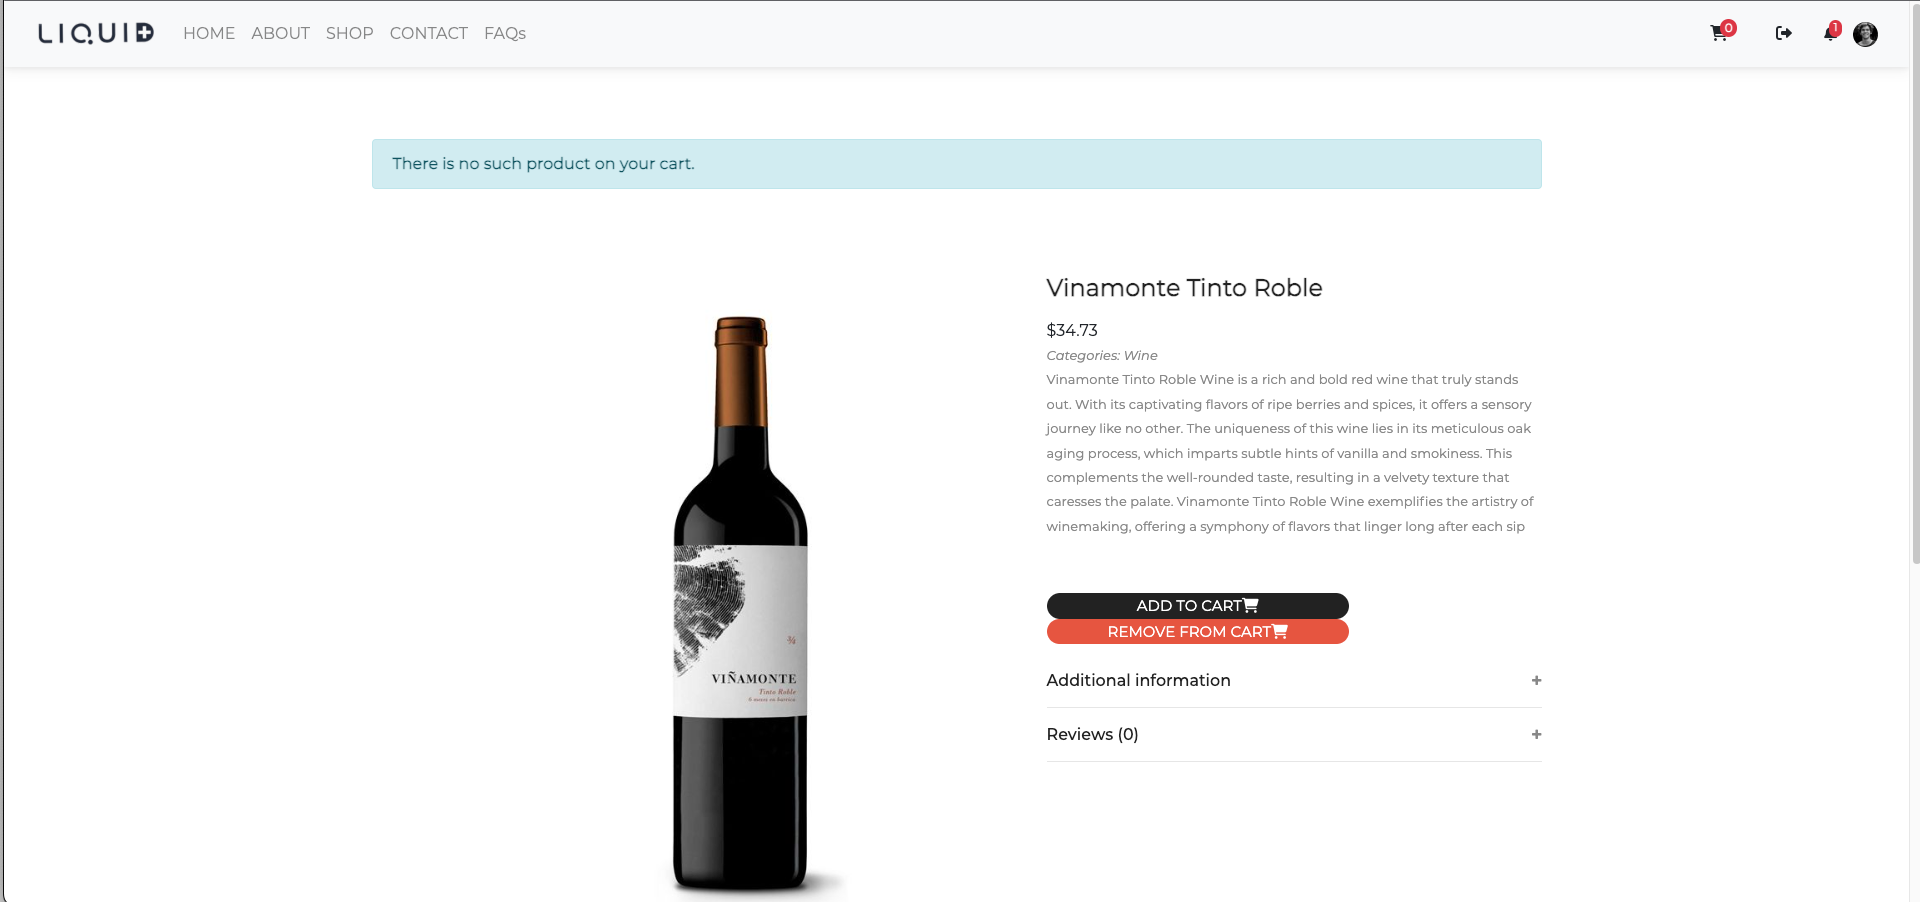 LIQUID
HOME ABOUT SHOP CONTACT FAQs
0
1
There is no such product on your cart.
Vinamonte Tinto Roble
$34.73
Categories: Wine
Vinamonte Tinto Roble Wine is a rich and bold red wine that truly stands
out. With its captivating flavors of ripe berries and spices, it offers a sensory
journey like no other. The uniqueness of this wine lies in its meticulous oak
aging process, which imparts subtle hints of vanilla and smokiness. This
complements the well-rounded taste, resulting in a velvety texture that
caresses the palate. Vinamonte Tinto Roble Wine exemplifies the artistry of
winemaking, offering a symphony of flavors that linger long after each sip
ADD TO CART
REMOVE FROM CART
Additional information +
Reviews (0) +
VIÑAMONTE
Tinto Roble